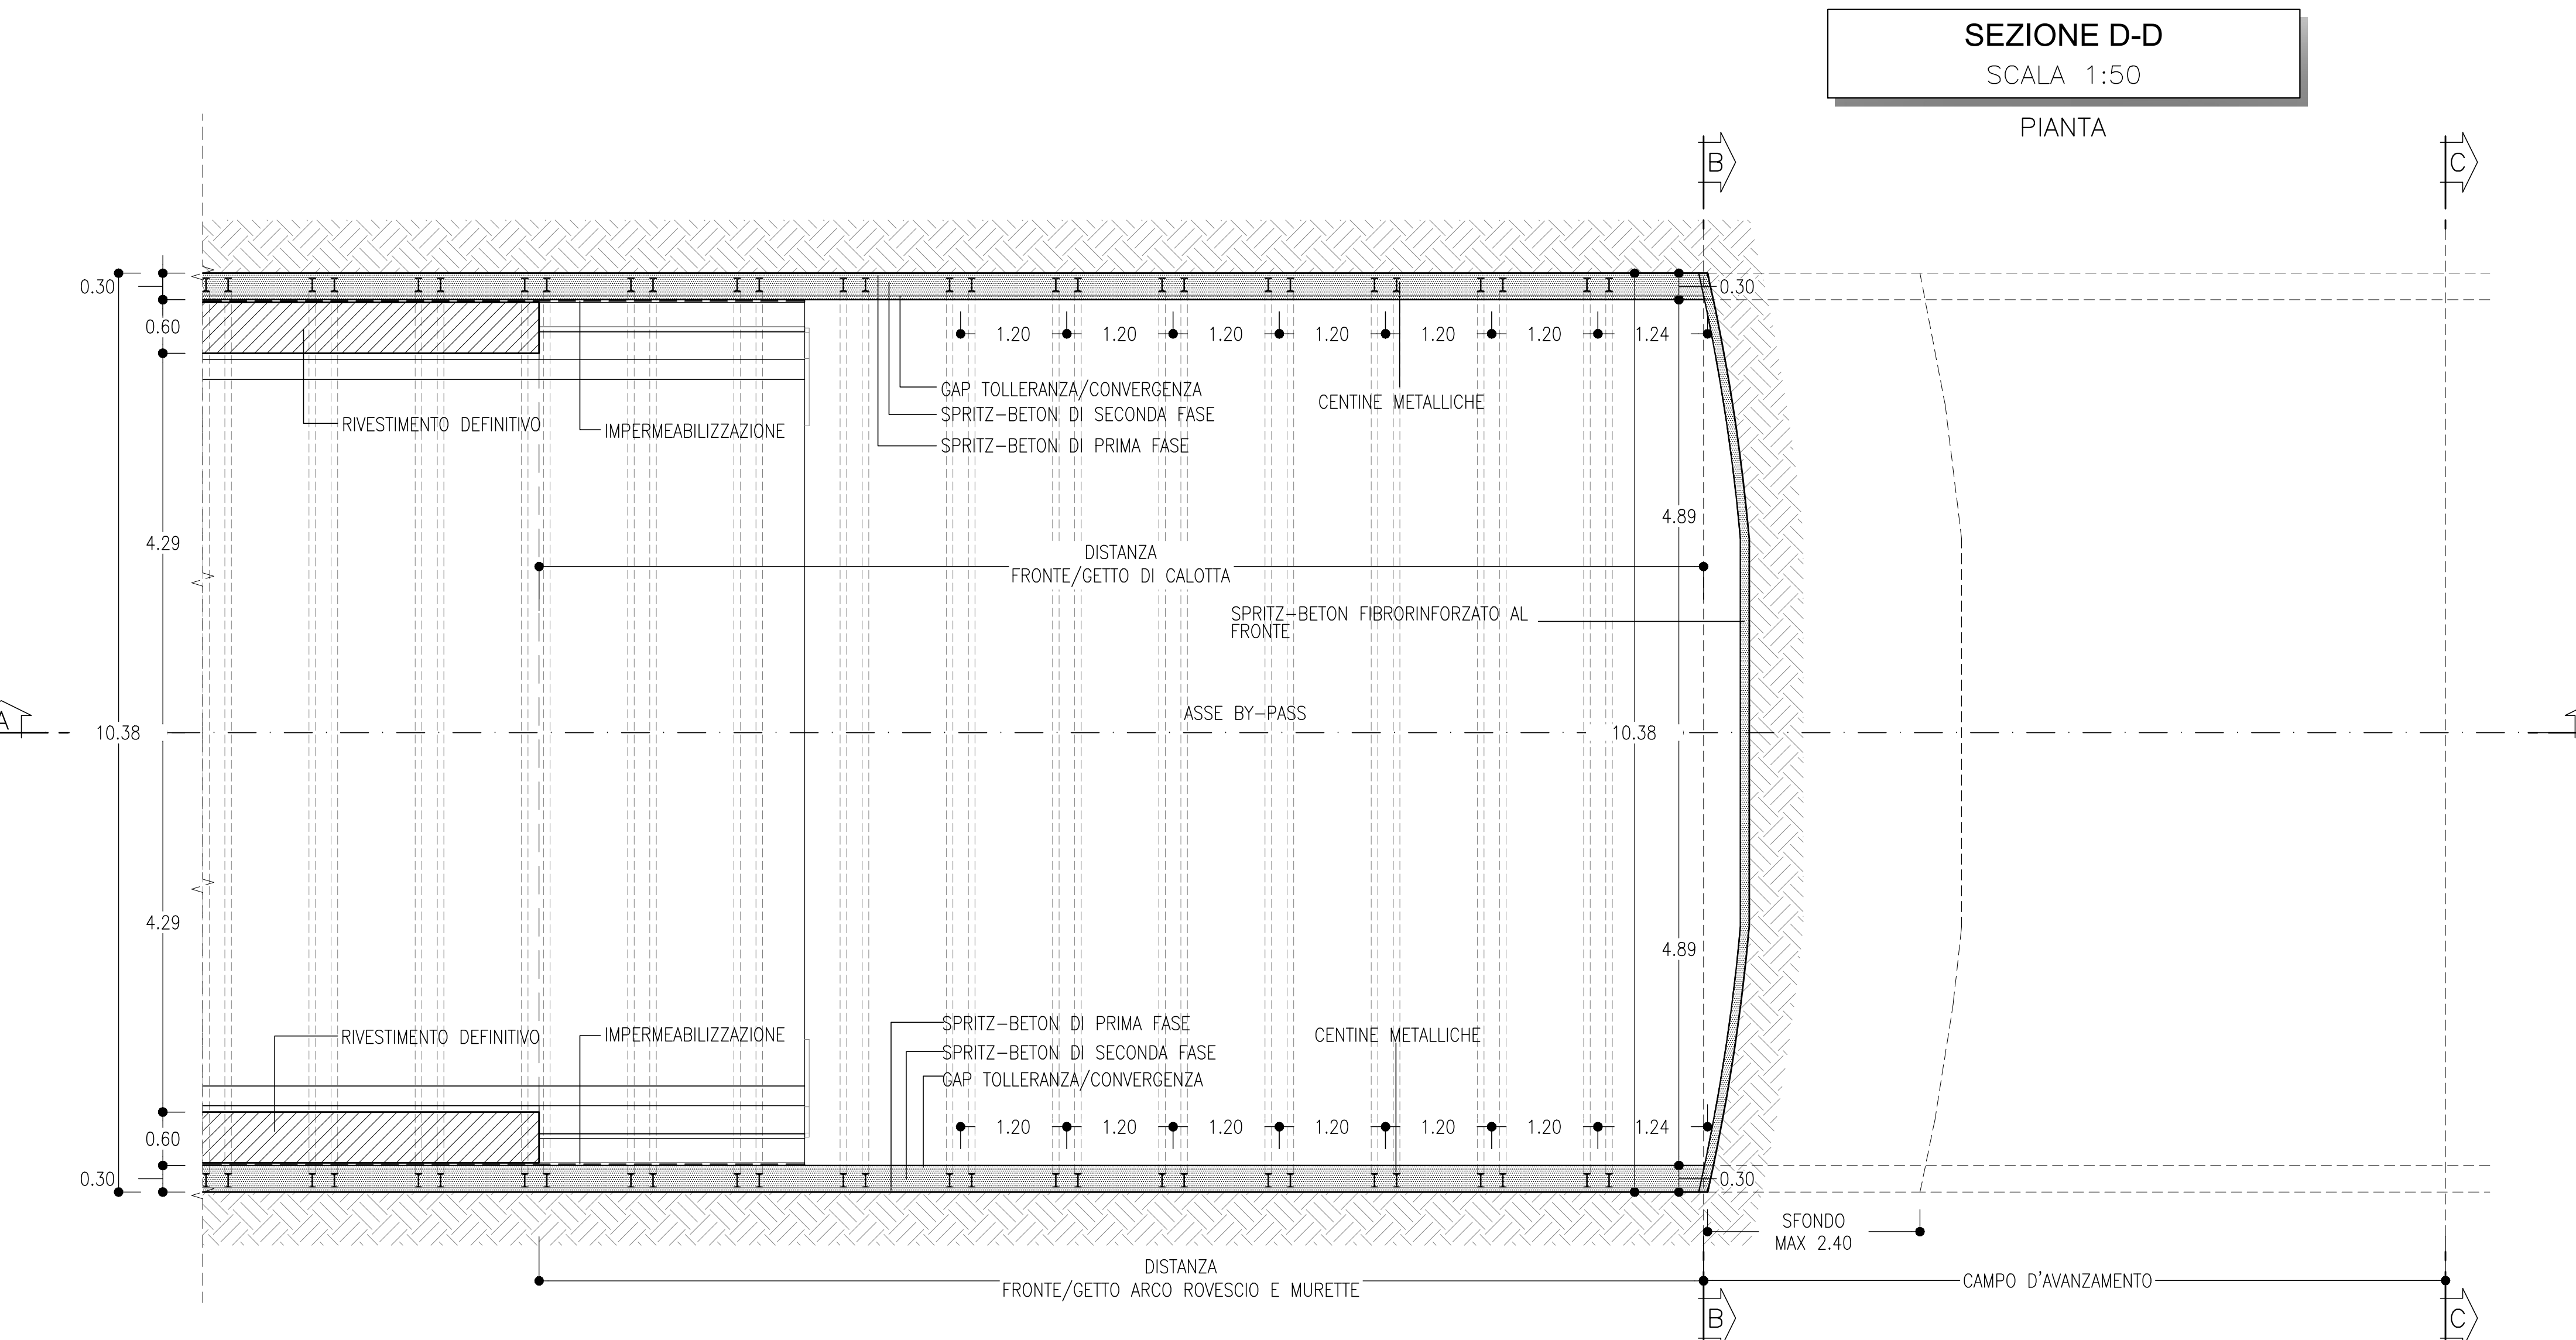 SEZIONE D-D
SCALA 1:50
PIANTA
B
C
0.30
0.30
0.60
1.20 1.20 1.20 1.20 1.20 1.20 1.24
GAP TOLLERANZA/CONVERGENZA
CENTINE METALLICHE
SPRITZ-BETON DI SECONDA FASE
RIVESTIMENTO DEFINITIVO
IMPERMEABILIZZAZIONE
SPRITZ-BETON DI PRIMA FASE
4.89
4.29
DISTANZA
FRONTE/GETTO DI CALOTTA
SPRITZ-BETON FIBRORINFORZATO AL
FRONTE
ASSE BY-PASS
A
10.38
10.38
4.29
4.89
SPRITZ-BETON DI PRIMA FASE
RIVESTIMENTO DEFINITIVO
IMPERMEABILIZZAZIONE
CENTINE METALLICHE
SPRITZ-BETON DI SECONDA FASE
GAP TOLLERANZA/CONVERGENZA
1.20 1.20 1.20 1.20 1.20 1.20 1.24
0.60
0.30
0.30
SFONDO
MAX 2.40
DISTANZA
FRONTE/GETTO ARCO ROVESCIO E MURETTE
CAMPO D'AVANZAMENTO
B
C